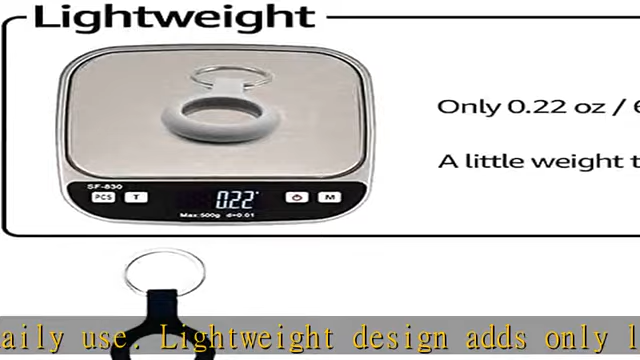 Lightweight
Only 0.22 oz / 6
A little weight t
SF-830
PCS T 0.22 M
Max:500g d=0.01
aily use. Lightweight design adds only l